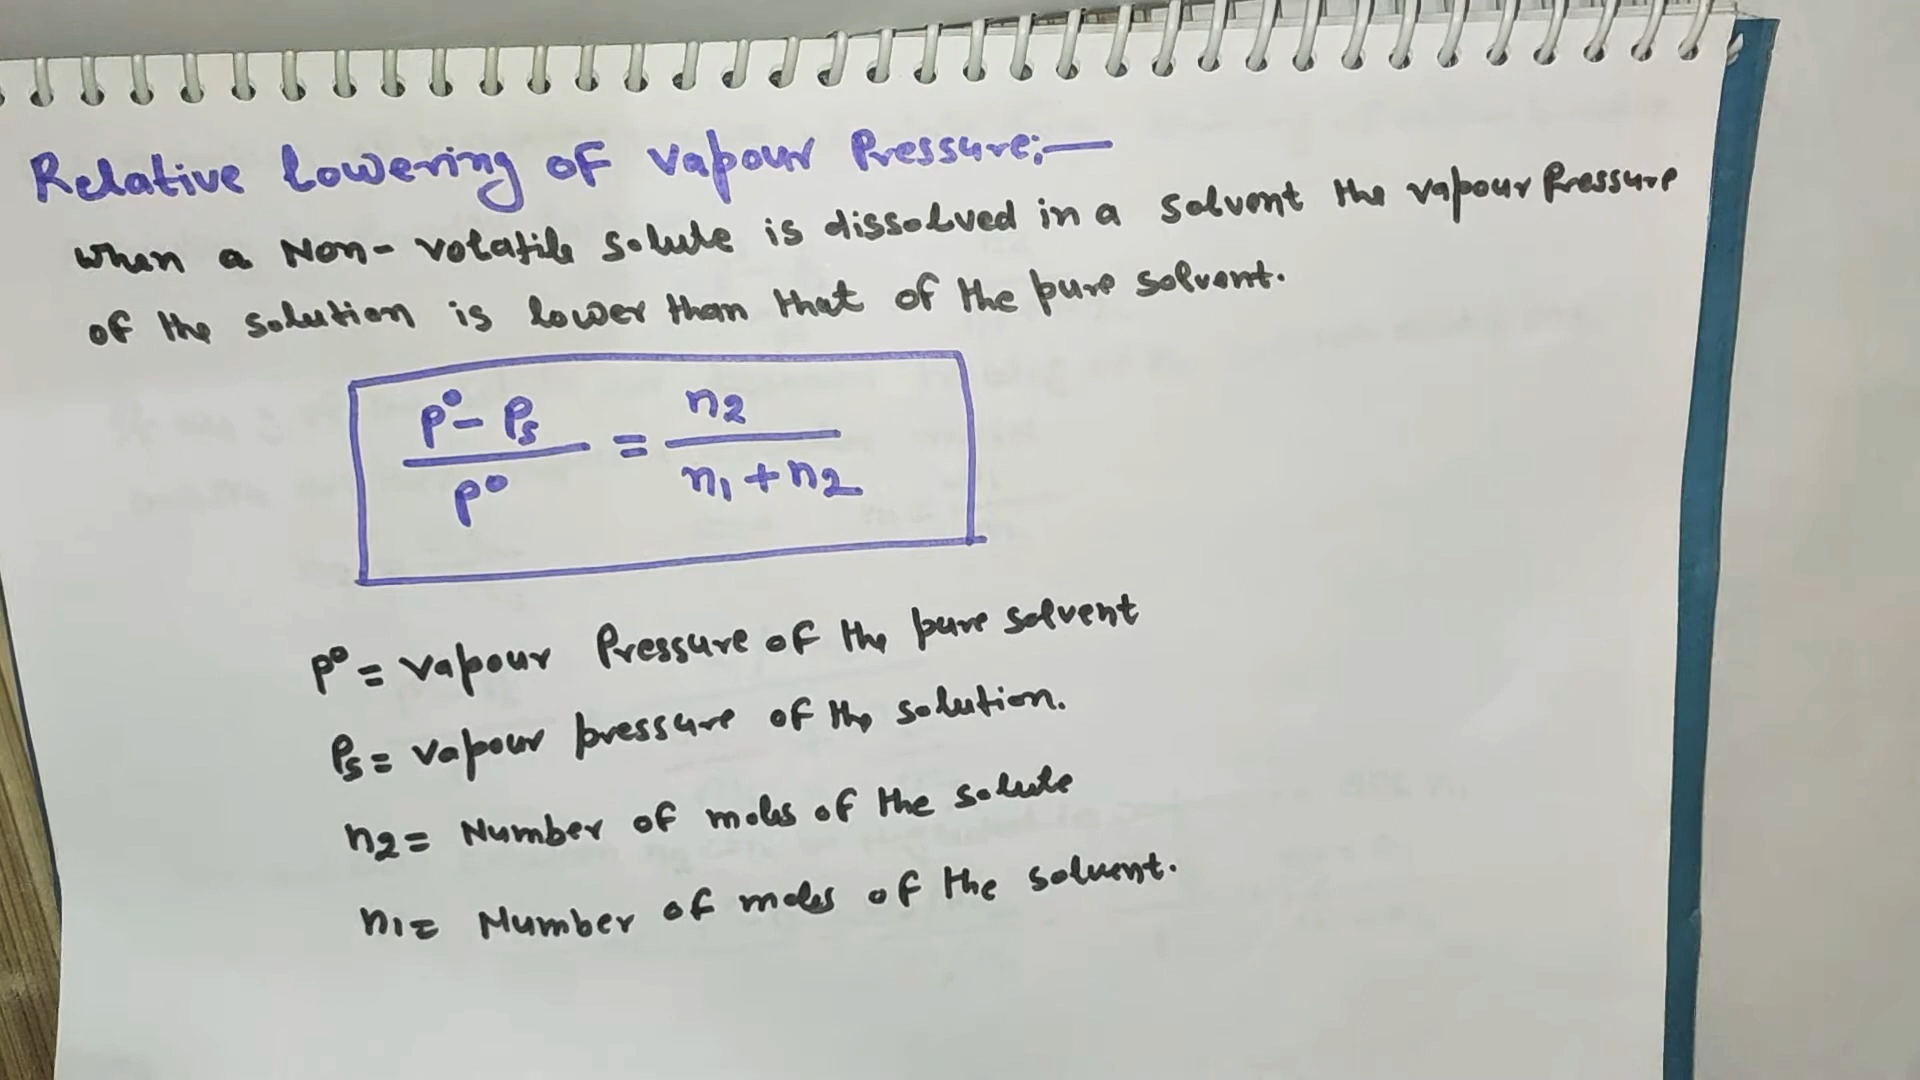 Relative lowering of vapour Pressure:—
when a Non-volatile solute is dissolved in a solvent the vapour Pressure
of the solution is lower than that of the pure solvent.
P° - Ps / P° = n2 / n1 + n2
P° = vapour Pressure of the pure solvent
Ps = vapour pressure of the solution.
n2 = Number of moles of the solute
n1 = Number of moles of the solvent.